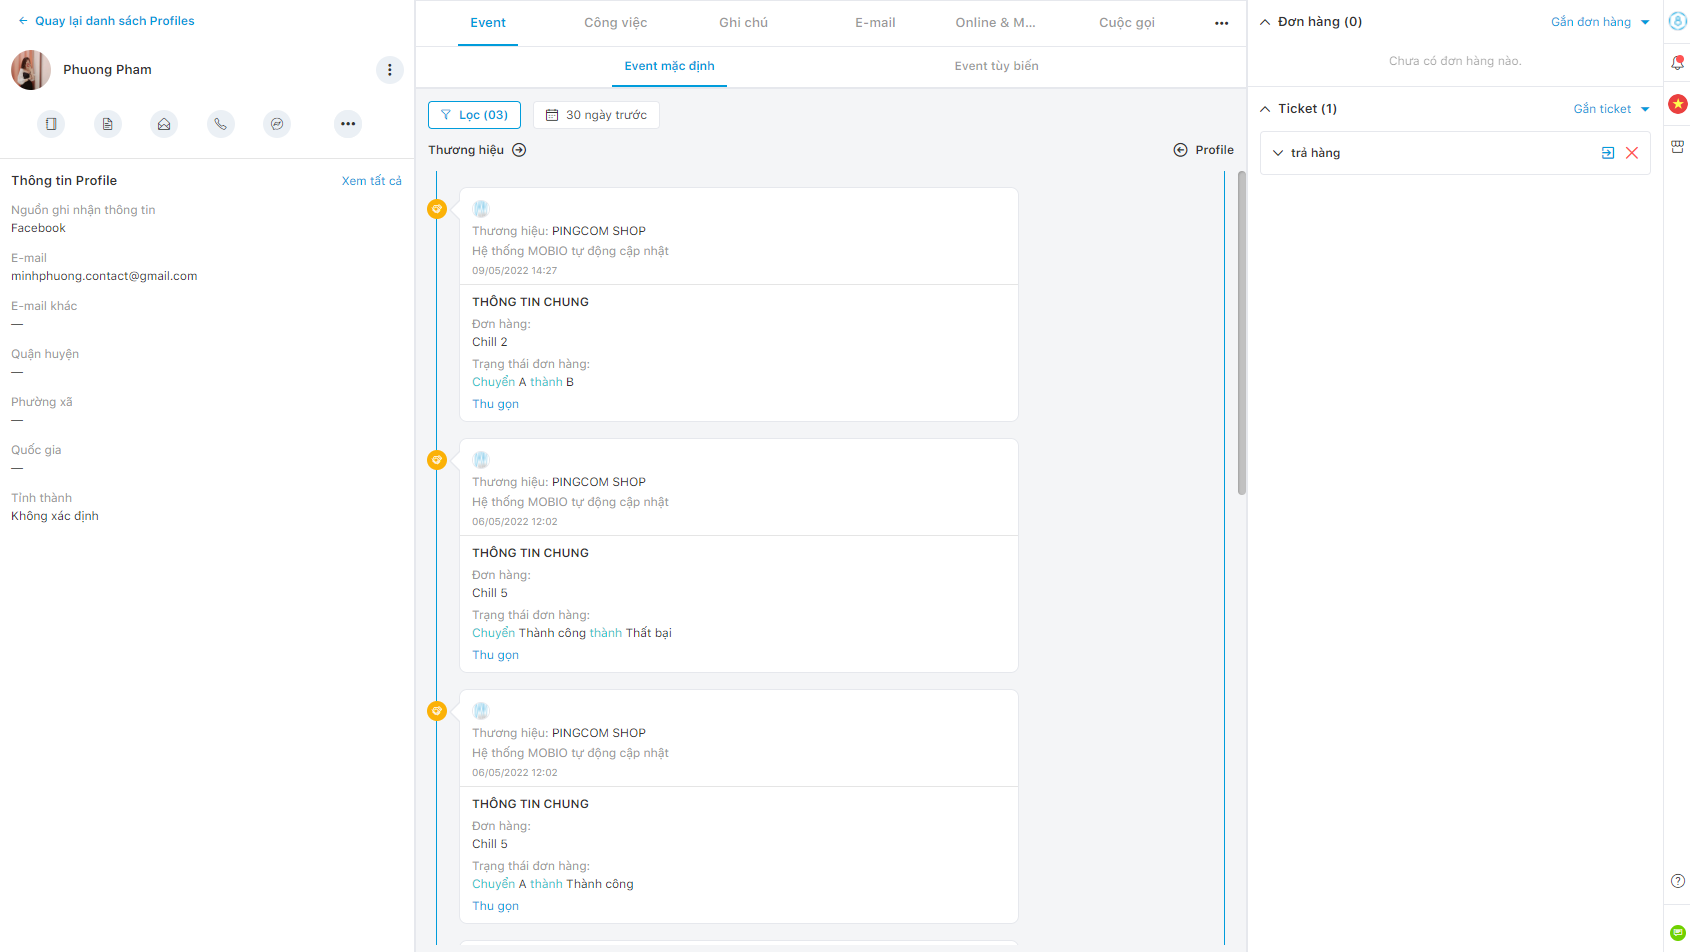 Quay lại danh sách Profiles
Phuong Pham
Thông tin Profile
Xem tất cả
Nguồn ghi nhận thông tin
Facebook
E-mail
minhphuong.contact@gmail.com
E-mail khác
—
Quận huyện
—
Phường xã
—
Quốc gia
—
Tỉnh thành
Không xác định
Event
Công việc
Ghi chú
E-mail
Online & M...
Cuộc gọi
Event mặc định
Event tùy biến
Lọc (03)
30 ngày trước
Thương hiệu
Profile
Thương hiệu: PINGCOM SHOP
Hệ thống MOBIO tự động cập nhật
09/05/2022 14:27
THÔNG TIN CHUNG
Đơn hàng:
Chill 2
Trạng thái đơn hàng:
Chuyển A thành B
Thu gọn
Thương hiệu: PINGCOM SHOP
Hệ thống MOBIO tự động cập nhật
06/05/2022 12:02
THÔNG TIN CHUNG
Đơn hàng:
Chill 5
Trạng thái đơn hàng:
Chuyển Thành công thành Thất bại
Thu gọn
Thương hiệu: PINGCOM SHOP
Hệ thống MOBIO tự động cập nhật
06/05/2022 12:02
THÔNG TIN CHUNG
Đơn hàng:
Chill 5
Trạng thái đơn hàng:
Chuyển A thành Thành công
Thu gọn
Đơn hàng (0)
Gắn đơn hàng
Chưa có đơn hàng nào.
Ticket (1)
Gắn ticket
trả hàng